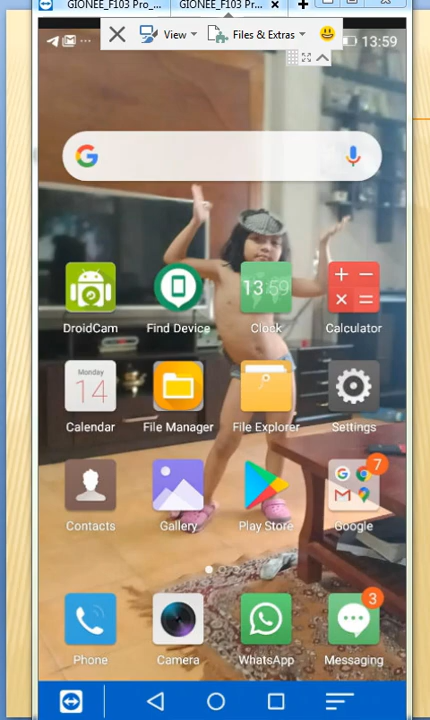 GIONEE_F103 Pro_...
GIONEE_F103 Pr...
View
Files & Extras
13:59
DroidCam
Find Device
13:59
Clock
Calculator
Monday
14
Calendar
File Manager
File Explorer
Settings
7
Contacts
Gallery
Play Store
Google
3
Phone
Camera
WhatsApp
Messaging